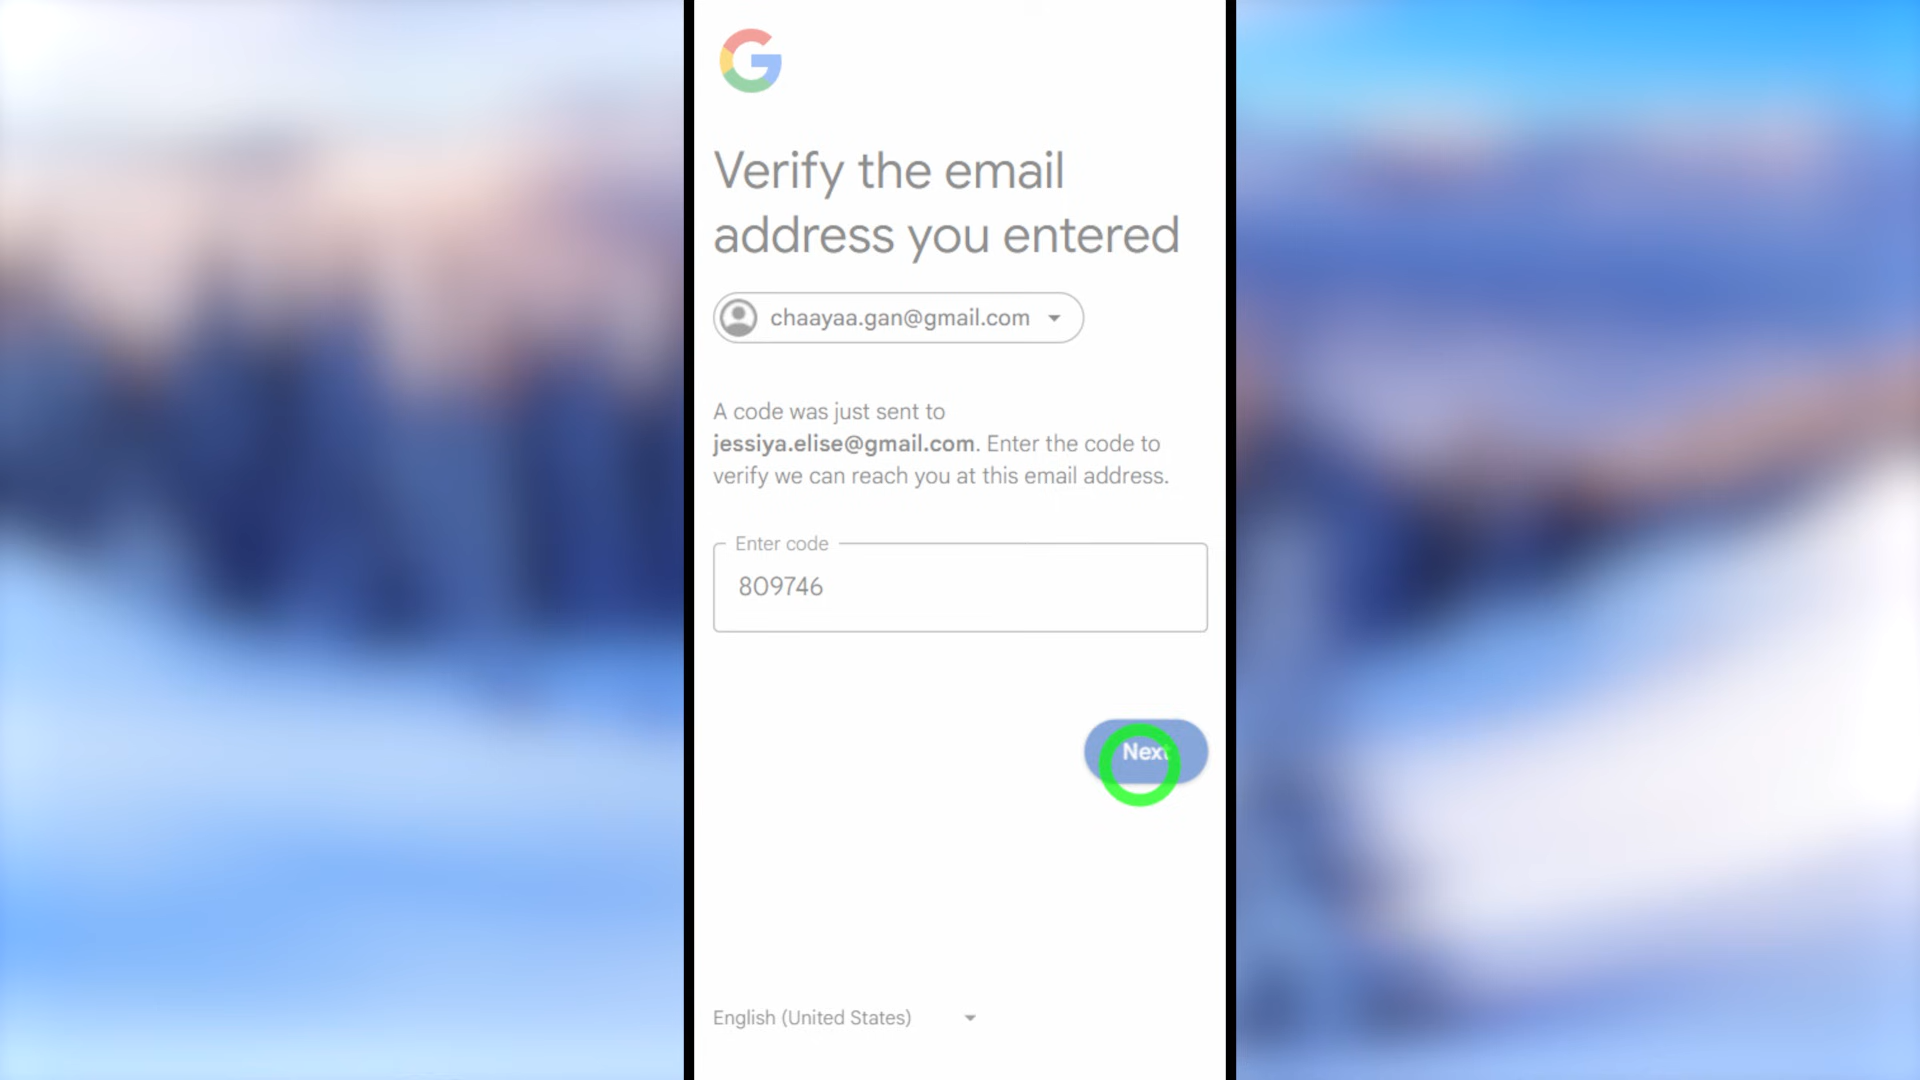 Verify the email
address you entered
chaayaa.gan@gmail.com
A code was just sent to
jessiya.elise@gmail.com. Enter the code to
verify we can reach you at this email address.
Enter code
809746
Next
English (United States)